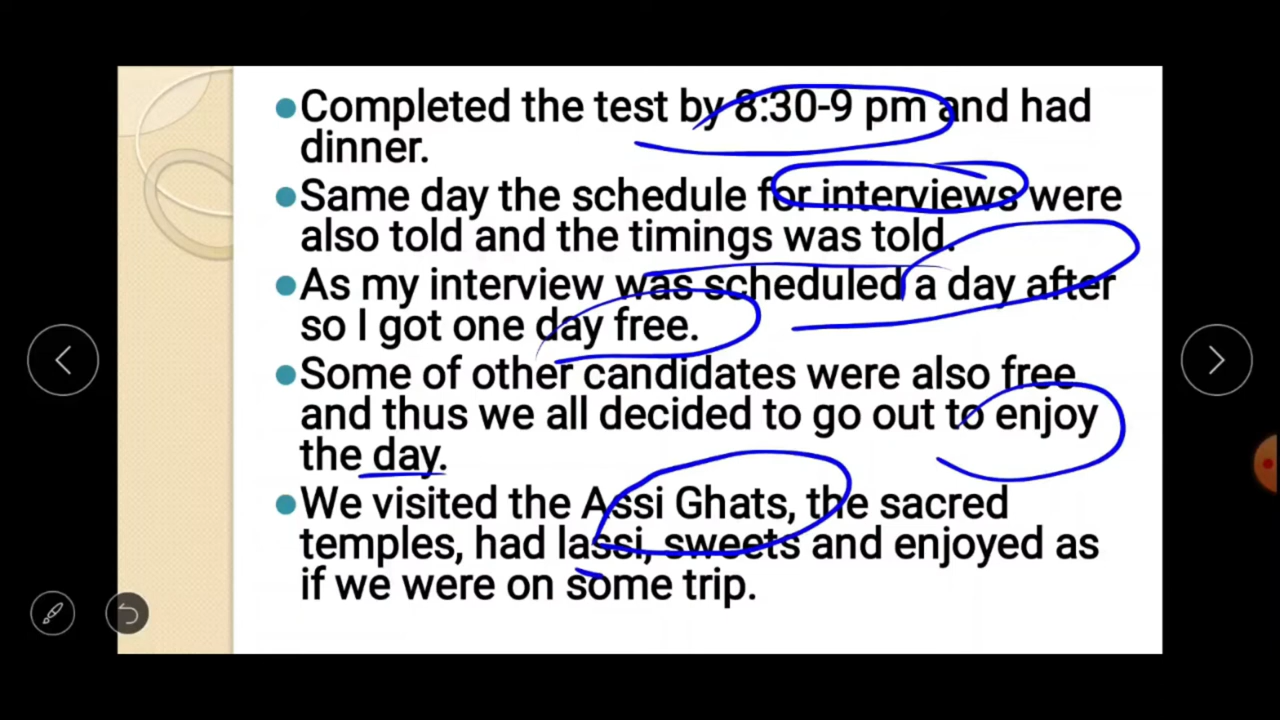 Completed the test by 8:30-9 pm and had
dinner.
Same day the schedule for interviews were
also told and the timings was told.
As my interview was scheduled a day after
so I got one day free.
Some of other candidates were also free
and thus we all decided to go out to enjoy
the day.
We visited the Assi Ghats, the sacred
temples, had lassi, sweets and enjoyed as
if we were on some trip.